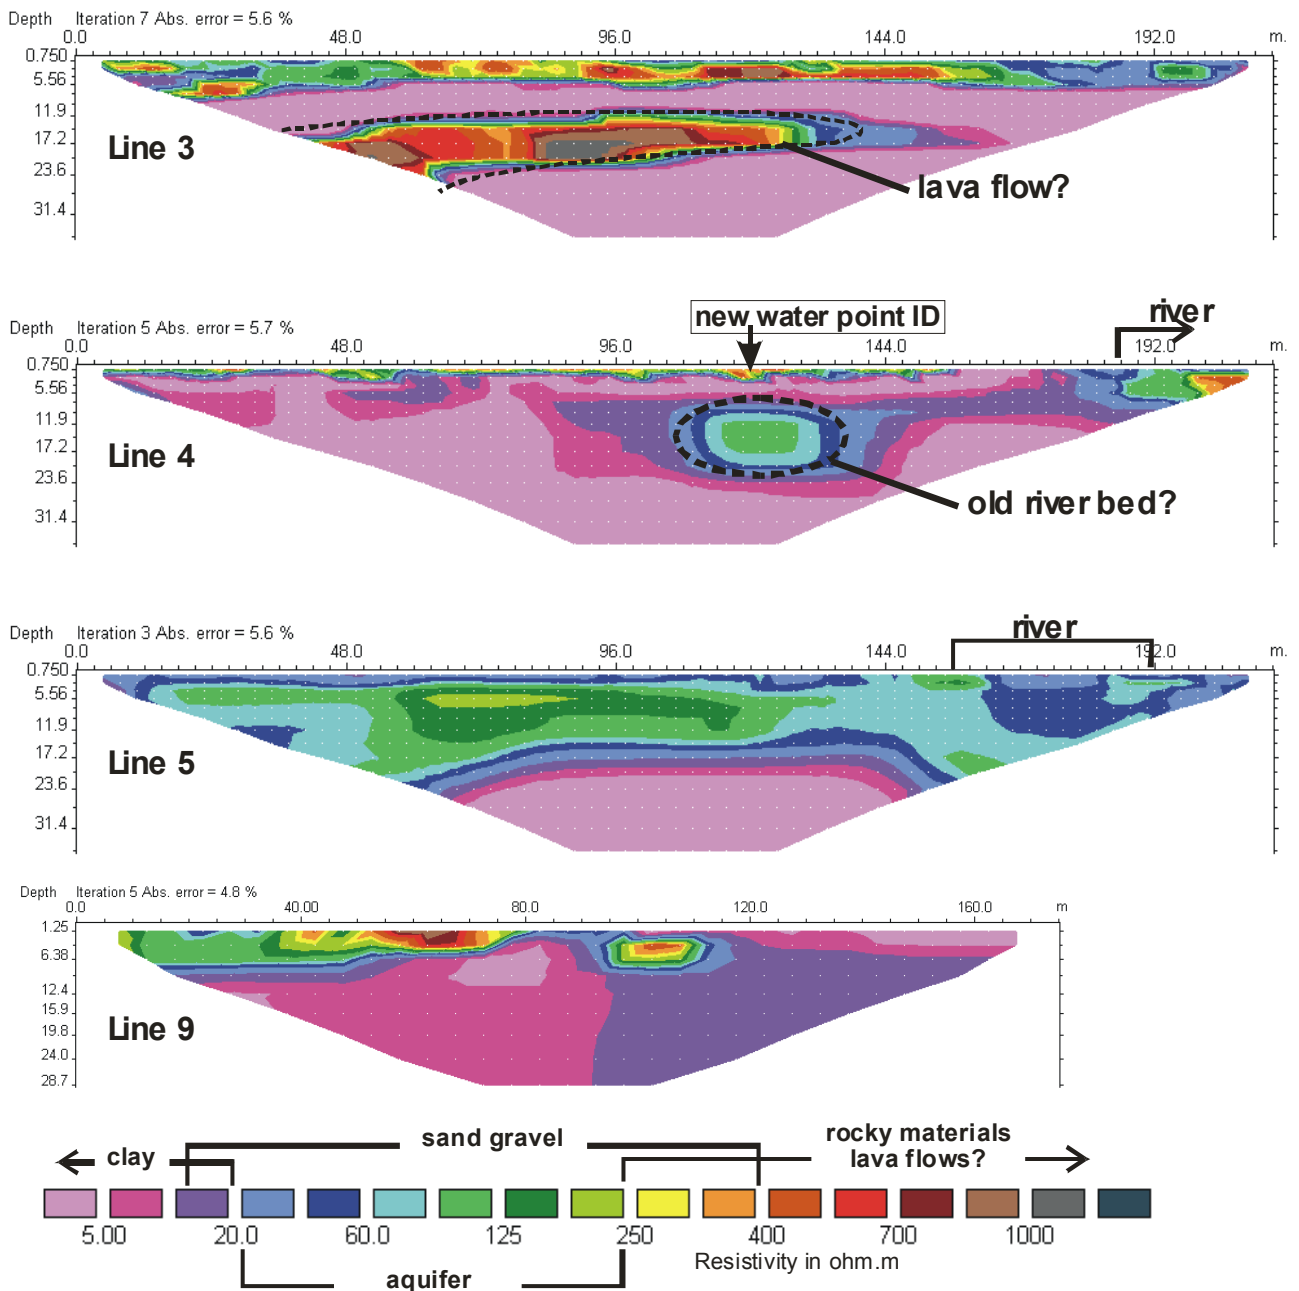 Depth Iteration 7 Abs. error = 5.6 %
0.0 48.0 96.0 144.0 192.0 m.
0.750
5.56
11.9
17.2
23.6
31.4
Line 3
lava flow?
new water point ID
river
Depth Iteration 5 Abs. error = 5.7 %
0.0 48.0 96.0 144.0 192.0 m.
0.750
5.56
11.9
17.2
23.6
31.4
Line 4
old river bed?
river
Depth Iteration 3 Abs. error = 5.6 %
0.0 48.0 96.0 144.0 192.0 m.
0.750
5.56
11.9
17.2
23.6
31.4
Line 5
Depth Iteration 5 Abs. error = 4.8 %
0.0 40.00 80.0 120.0 160.0 m
1.25
6.38
12.4
15.9
19.8
24.0
28.7
Line 9
clay
sand gravel
rocky materials
lava flows?
5.00 20.0 60.0 125 250 400 700 1000
Resistivity in ohm.m
aquifer